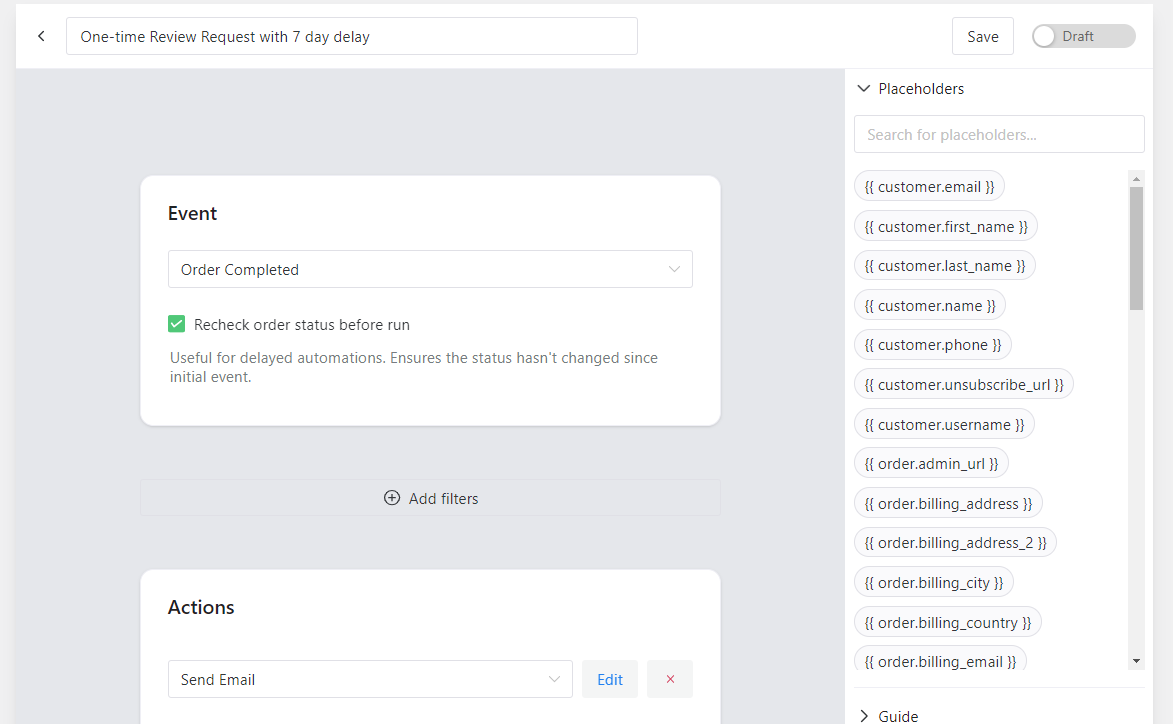 One-time Review Request with 7 day delay
Save
Draft
Placeholders
Search for placeholders...
{{ customer.email }}
{{ customer.first_name }}
{{ customer.last_name }}
{{ customer.name }}
{{ customer.phone }}
{{ customer.unsubscribe_url }}
{{ customer.username }}
{{ order.admin_url }}
{{ order.billing_address }}
{{ order.billing_address_2 }}
{{ order.billing_city }}
{{ order.billing_country }}
{{ order.billing_email }}
Guide
Event
Order Completed
Recheck order status before run
Useful for delayed automations. Ensures the status hasn't changed since
initial event.
Add filters
Actions
Send Email
Edit